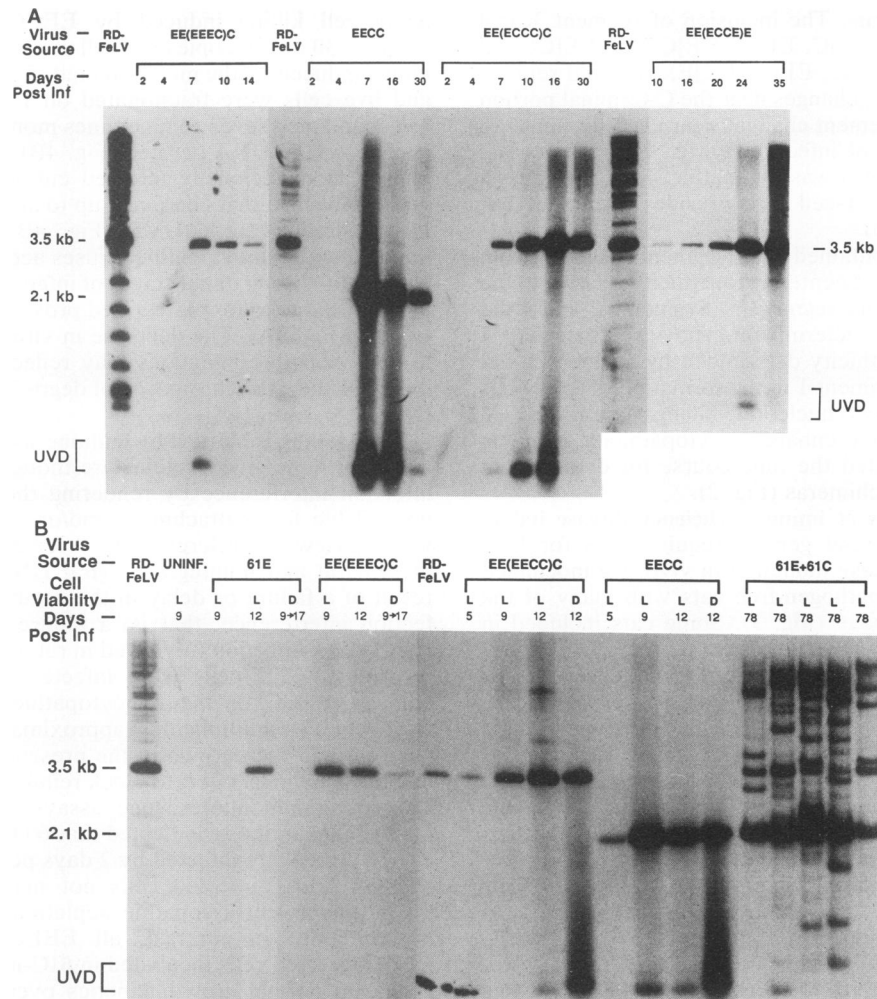 A
Virus Source – RD-FeLV EE(EEEC)C RD-FeLV EECC EE(ECCC)C RD-FeLV EE(ECCE)E
Days Post Inf – 2 4 7 10 14 2 4 7 16 30 2 4 7 10 16 30 10 16 20 24 35
3.5 kb – – 3.5 kb
2.1 kb –
UVD
UVD
B
Virus Source – RD-FeLV UNINF. 61E EE(EEEC)C RD-FeLV EE(EECC)C EECC 61E+61C
Cell Viability – L L L D L L D L L L D L L L D L L L L L
Days Post Inf – 9 9 12 9→17 9 12 9→17 5 9 12 12 5 9 12 12 78 78 78 78 78
3.5 kb –
2.1 kb –
UVD